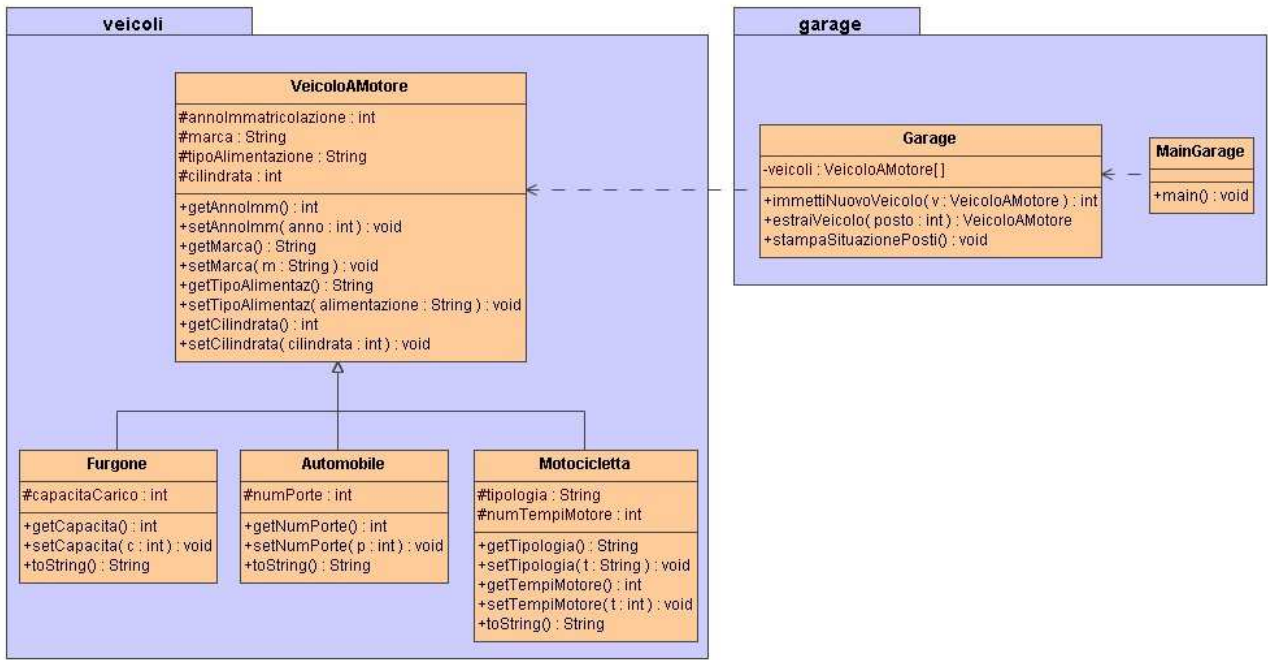 veicoli
VeicoloAMotore
#annoImmatricolazione : int
#marca : String
#tipoAlimentazione : String
#cilindrata : int
+getAnnoImm() : int
+setAnnoImm( anno : int ) : void
+getMarca() : String
+setMarca( m : String ) : void
+getTipoAlimentaz() : String
+setTipoAlimentaz( alimentazione : String ) : void
+getCilindrata() : int
+setCilindrata( cilindrata : int ) : void
Furgone
#capacitaCarico : int
+getCapacita() : int
+setCapacita( c : int ) : void
+toString() : String
Automobile
#numPorte : int
+getNumPorte() : int
+setNumPorte( p : int ) : void
+toString() : String
Motocicletta
#tipologia : String
#numTempiMotore : int
+getTipologia() : String
+setTipologia( t : String ) : void
+getTempiMotore() : int
+setTempiMotore( t : int ) : void
+toString() : String
garage
Garage
-veicoli : VeicoloAMotore[]
+immettiNuovoVeicolo( v : VeicoloAMotore ) : int
+estraiVeicolo( posto : int ) : VeicoloAMotore
+stampaSituazionePosti() : void
MainGarage
+main() : void